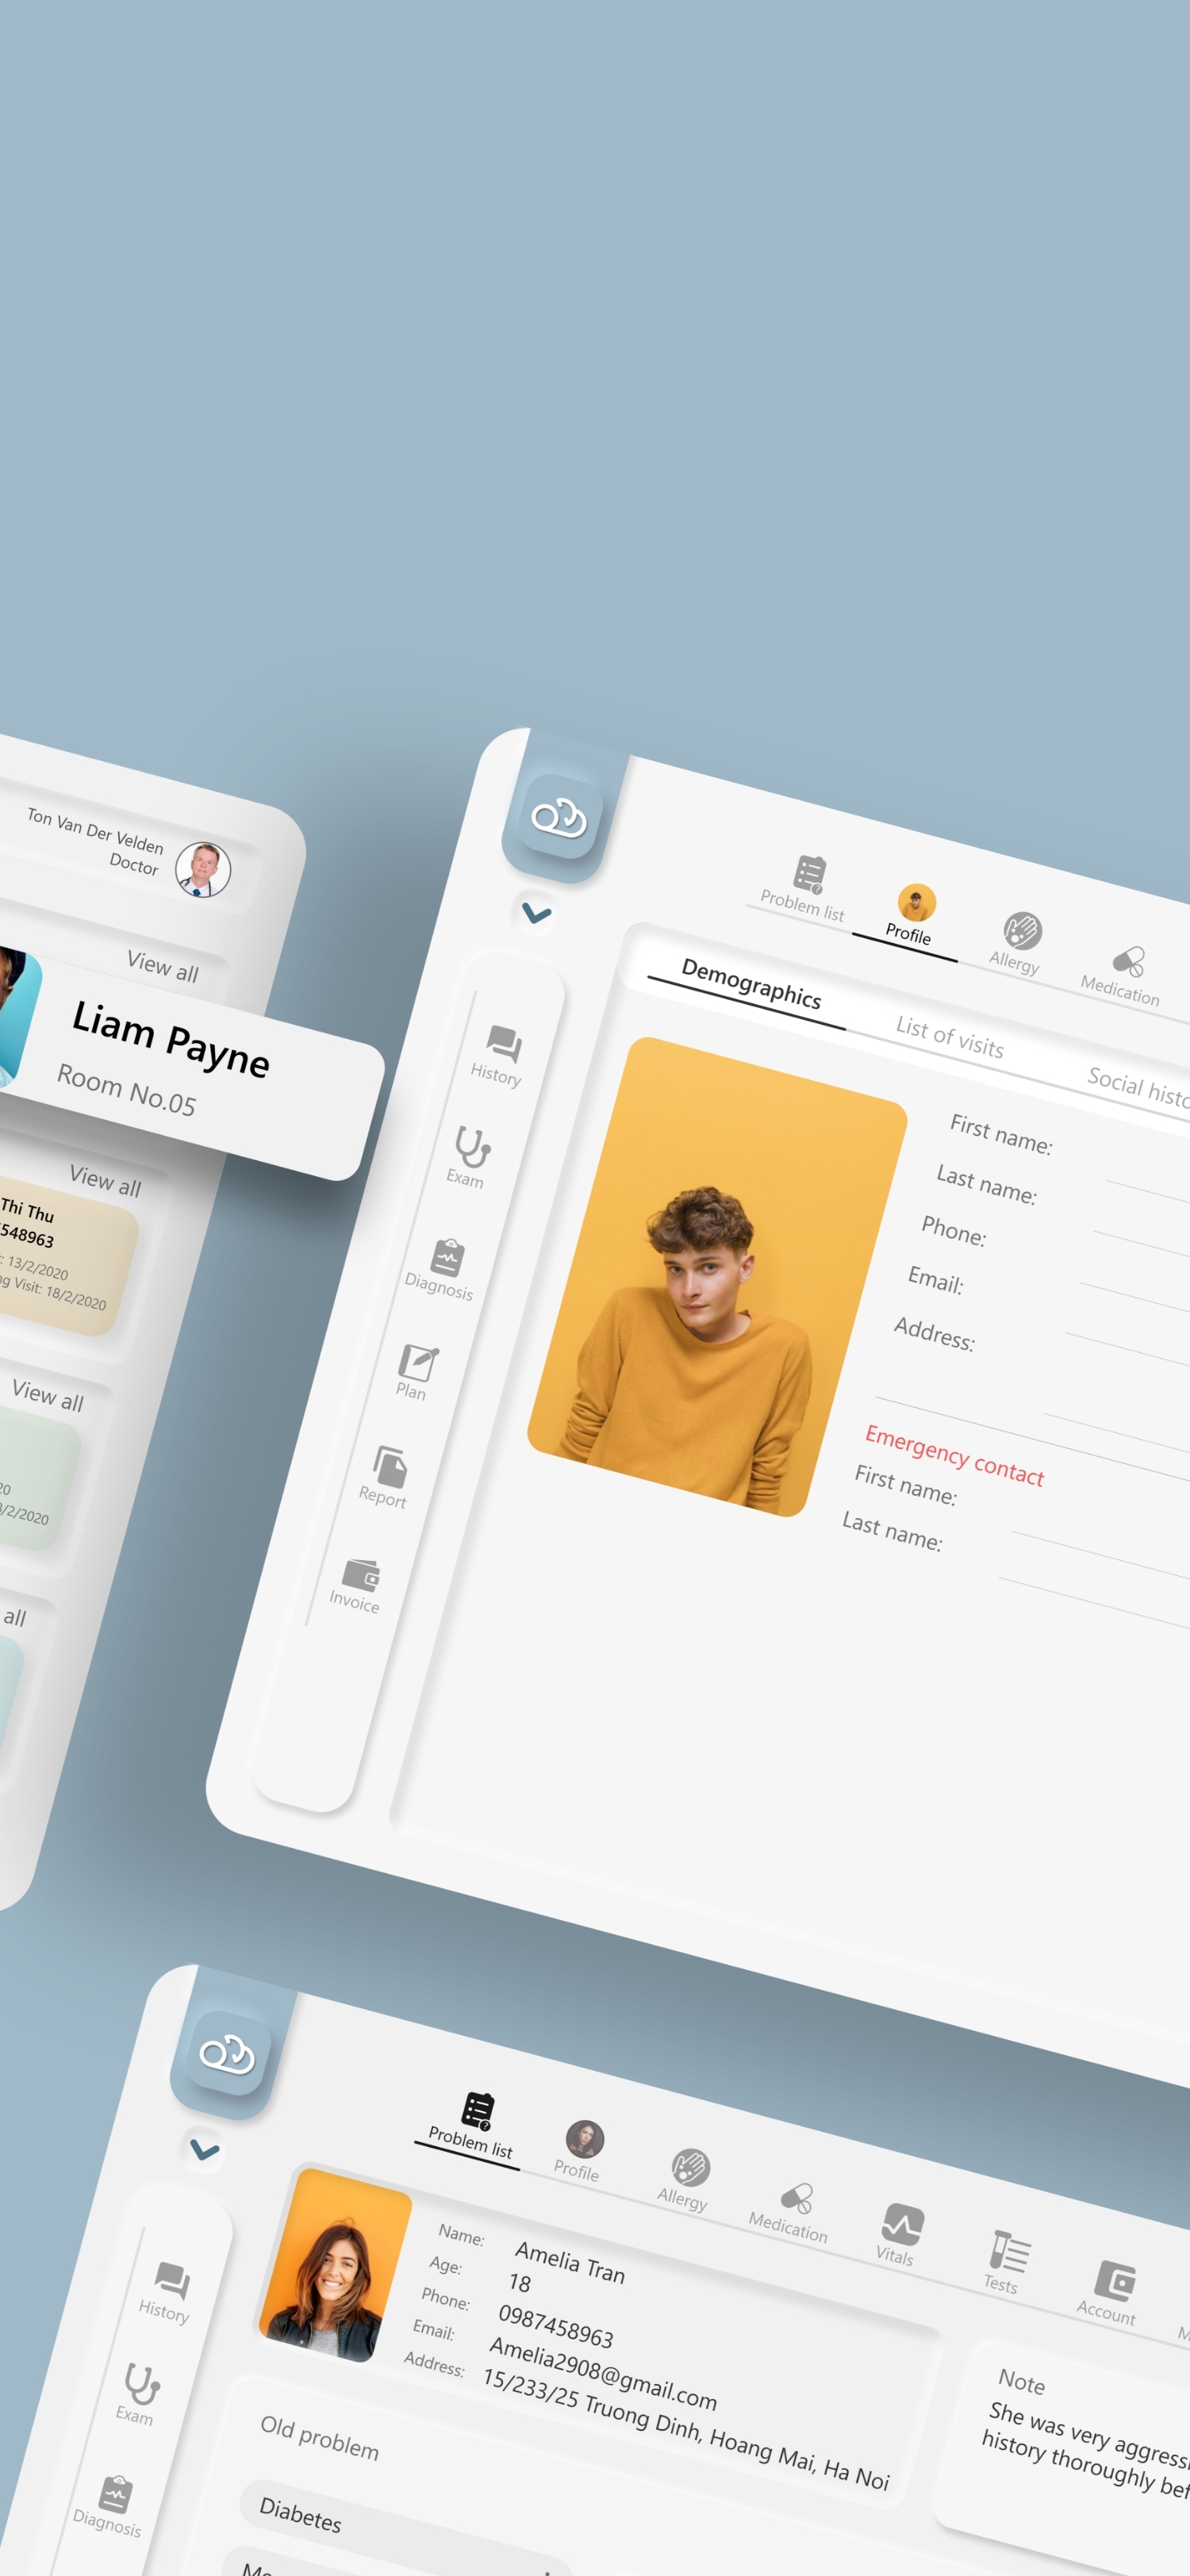 Ton Van Der Velden
Doctor
View all
Liam Payne
Room No.05
View all
Thi Thu
548963
: 13/2/2020
Visit: 18/2/2020
View all
/2/2020
all
Problem list
Profile
Allergy
Medication
Demographics
List of visits
Social
History
Exam
Diagnosis
Plan
Report
Invoice
First name:
Last name:
Phone:
Email:
Address:
Emergency contact
First name:
Last name:
Problem list
Profile
Allergy
Medication
Vitals
Tests
Account
History
Exam
Diagnosis
Name: Amelia Tran
Age: 18
Phone: 0987458963
Email: Amelia2908@gmail.com
Address: 15/233/25 Truong Dinh, Hoang Mai, Ha Noi
Note
She was very
history thoroughly
Old problem
Diabetes